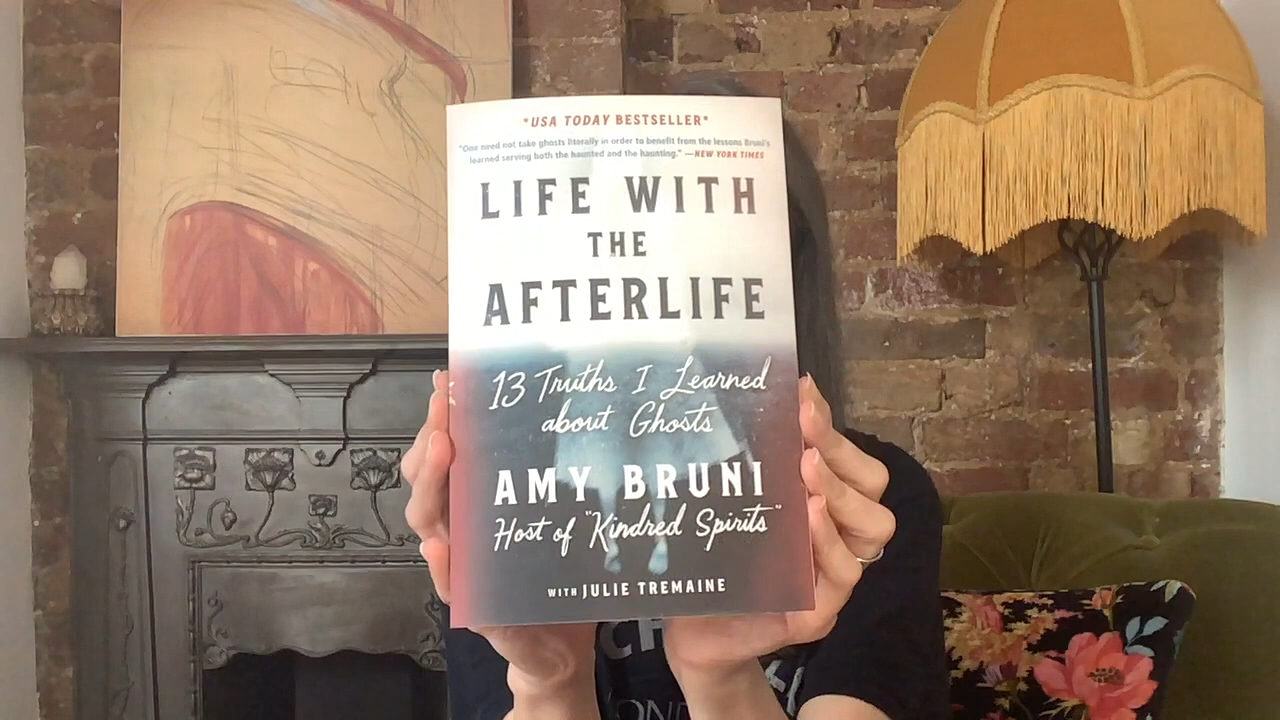 *USA TODAY BESTSELLER*
"One need not take ghosts literally in order to benefit from the lessons Bruni's
learned serving both the haunted and the haunting." —NEW YORK TIMES
LIFE WITH
THE
AFTERLIFE
13 Truths I Learned
about Ghosts
AMY BRUNI
Host of "Kindred Spirits"
WITH JULIE TREMAINE